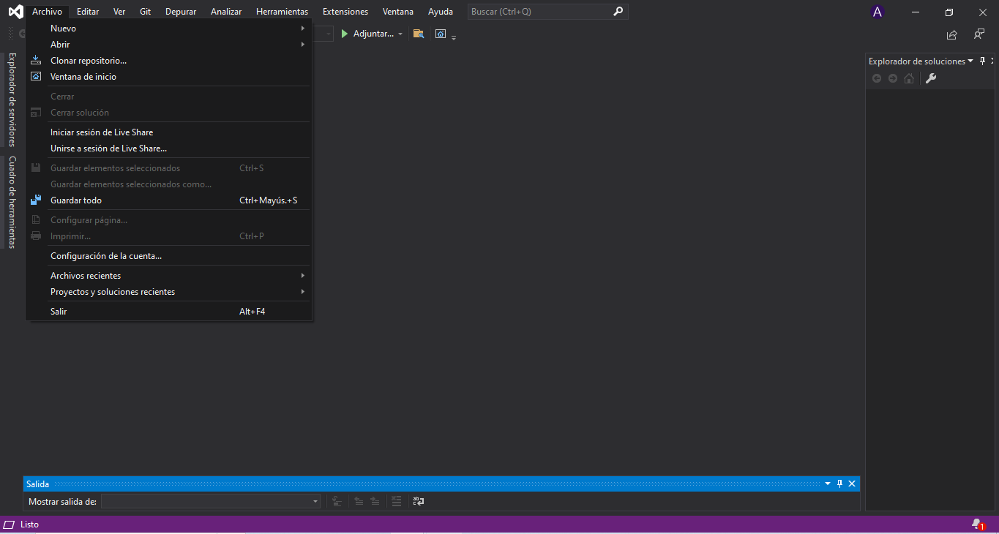 Archivo Editar Ver Git Depurar Analizar Herramientas Extensiones Ventana Ayuda Buscar (Ctrl+Q) A
Adjuntar...
Nuevo
Abrir
Clonar repositorio...
Ventana de inicio
Cerrar
Cerrar solución
Iniciar sesión de Live Share
Unirse a sesión de Live Share...
Guardar elementos seleccionados Ctrl+S
Guardar elementos seleccionados como...
Guardar todo Ctrl+Mayús.+S
Configurar página...
Imprimir... Ctrl+P
Configuración de la cuenta...
Archivos recientes
Proyectos y soluciones recientes
Salir Alt+F4
Explorador de servidores
Cuadro de herramientas
Explorador de soluciones
Salida
Mostrar salida de:
Listo
1